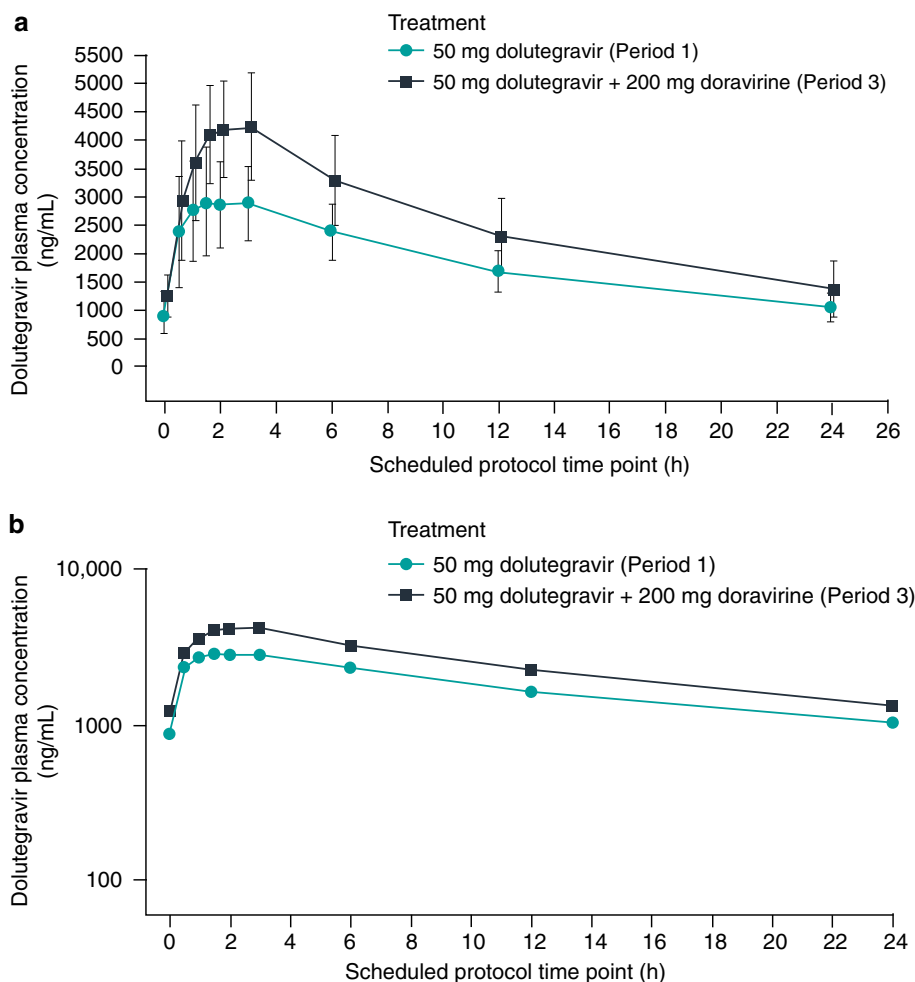 a
Treatment
50 mg dolutegravir (Period 1)
50 mg dolutegravir + 200 mg doravirine (Period 3)
Dolutegravir plasma concentration
(ng/mL)
5500
5000
4500
4000
3500
3000
2500
2000
1500
1000
500
0
0 2 4 6 8 10 12 14 16 18 20 22 24 26
Scheduled protocol time point (h)
b
Treatment
50 mg dolutegravir (Period 1)
50 mg dolutegravir + 200 mg doravirine (Period 3)
Dolutegravir plasma concentration
(ng/mL)
10,000
1000
100
0 2 4 6 8 10 12 14 16 18 20 22 24
Scheduled protocol time point (h)